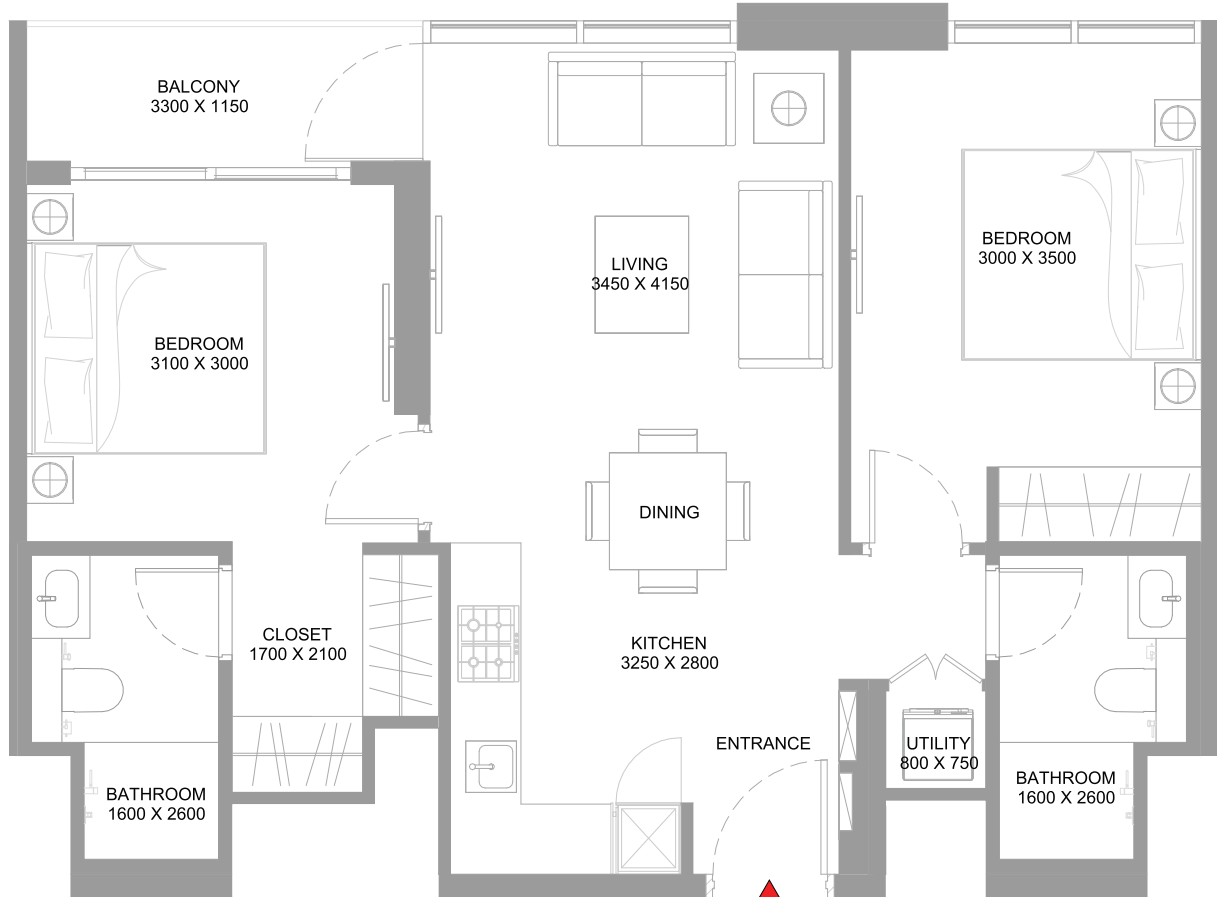 BALCONY
3300 X 1150
BEDROOM
3000 X 3500
LIVING
3450 X 4150
BEDROOM
3100 X 3000
DINING
CLOSET
1700 X 2100
KITCHEN
3250 X 2800
ENTRANCE
UTILITY
800 X 750
BATHROOM
1600 X 2600
BATHROOM
1600 X 2600